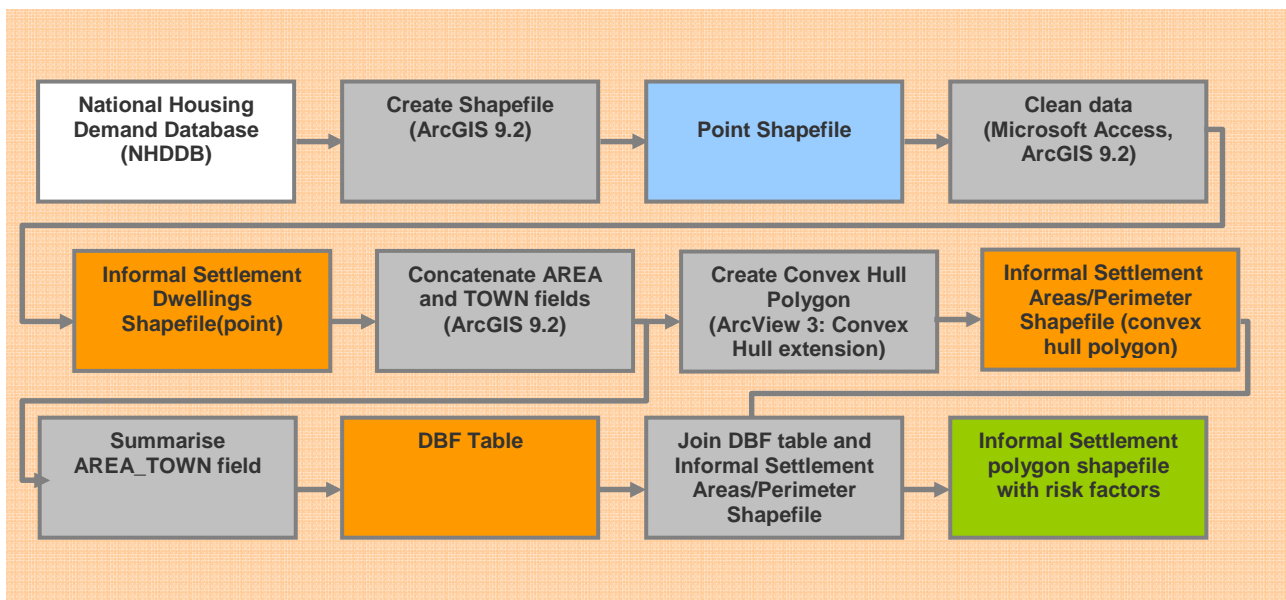 National Housing
Demand Database
(NHDDB)
Create Shapefile
(ArcGIS 9.2)
Point Shapefile
Clean data
(Microsoft Access,
ArcGIS 9.2)
Informal Settlement
Dwellings
Shapefile(point)
Concatenate AREA
and TOWN fields
(ArcGIS 9.2)
Create Convex Hull
Polygon
(ArcView 3: Convex
Hull extension)
Informal Settlement
Areas/Perimeter
Shapefile (convex
hull polygon)
Summarise
AREA_TOWN field
DBF Table
Join DBF table and
Informal Settlement
Areas/Perimeter
Shapefile
Informal Settlement
polygon shapefile
with risk factors